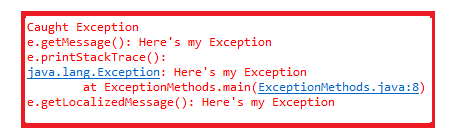 Caught Exception
e.getMessage(): Here's my Exception
e.printStackTrace():
java.lang.Exception: Here's my Exception
at ExceptionMethods.main(ExceptionMethods.java:8)
e.getLocalizedMessage(): Here's my Exception